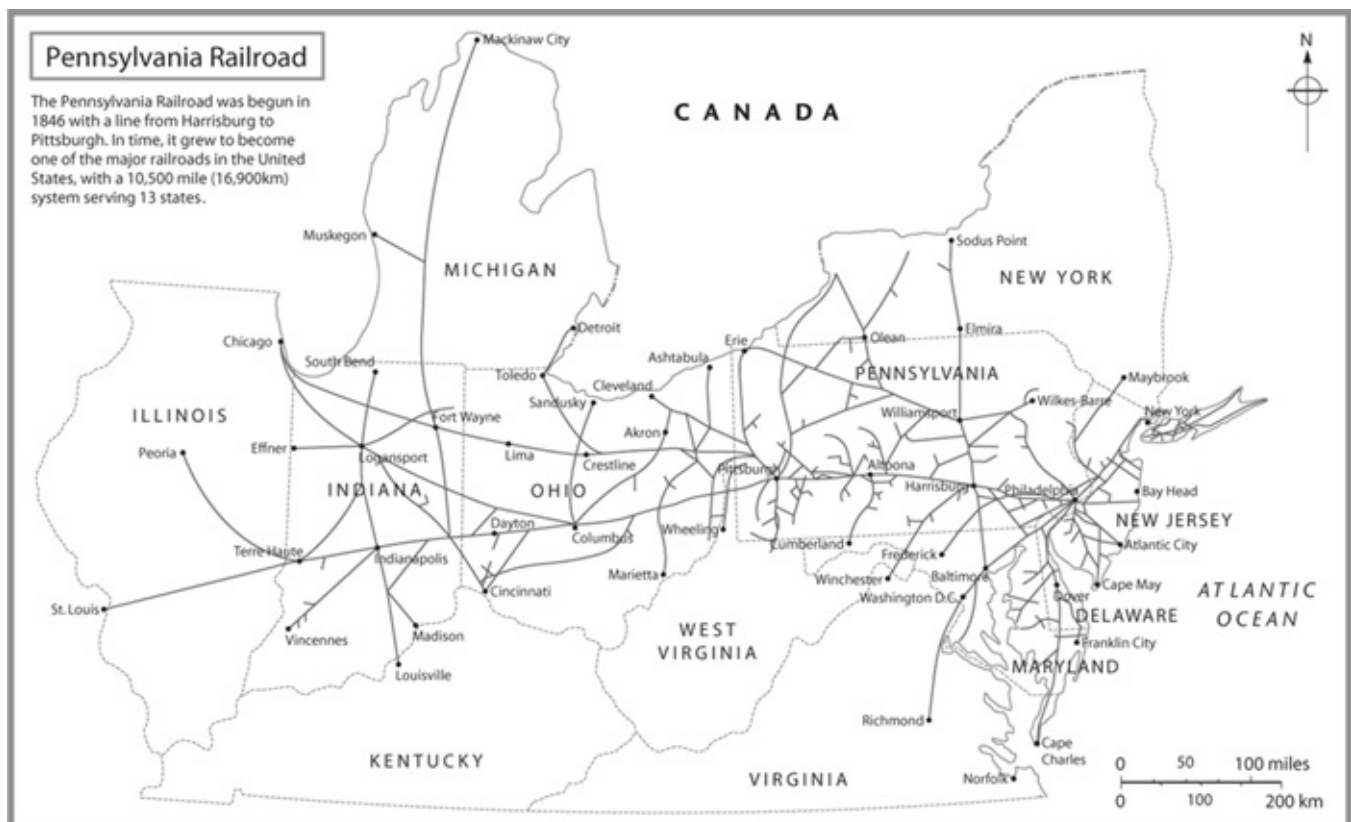 Pennsylvania Railroad
The Pennsylvania Railroad was begun in
1846 with a line from Harrisburg to
Pittsburgh. In time, it grew to become
one of the major railroads in the United
States, with a 10,500 mile (16,900km)
system serving 13 states.
Mackinaw City
CANADA
N
Muskegon
MICHIGAN
Sodus Point
NEW YORK
Chicago
Detroit
South Bend
Toledo
Sandusky
Cleveland
Ashtabula
Erie
Olean
Elmira
PENNSYLVANIA
Maybrook
ILLINOIS
Fort Wayne
Akron
Williamsport
Wilkes-Barre
New York
Peoria
Effner
Logansport
Lima
Crestline
Pittsburgh
Altoona
Harrisburg
Philadelphia
Bay Head
INDIANA
OHIO
NEW JERSEY
Dayton
Columbus
Wheeling
Cumberland
Frederick
Atlantic City
Terre Haute
Indianapolis
Cincinnati
Marietta
Winchester
Baltimore
Cape May
St. Louis
Washington D.C.
Dover
DELAWARE
ATLANTIC
OCEAN
Vincennes
Madison
WEST
VIRGINIA
Franklin City
MARYLAND
Louisville
Richmond
KENTUCKY
VIRGINIA
Cape
Charles
Norfolk
0 50 100 miles
0 100 200 km